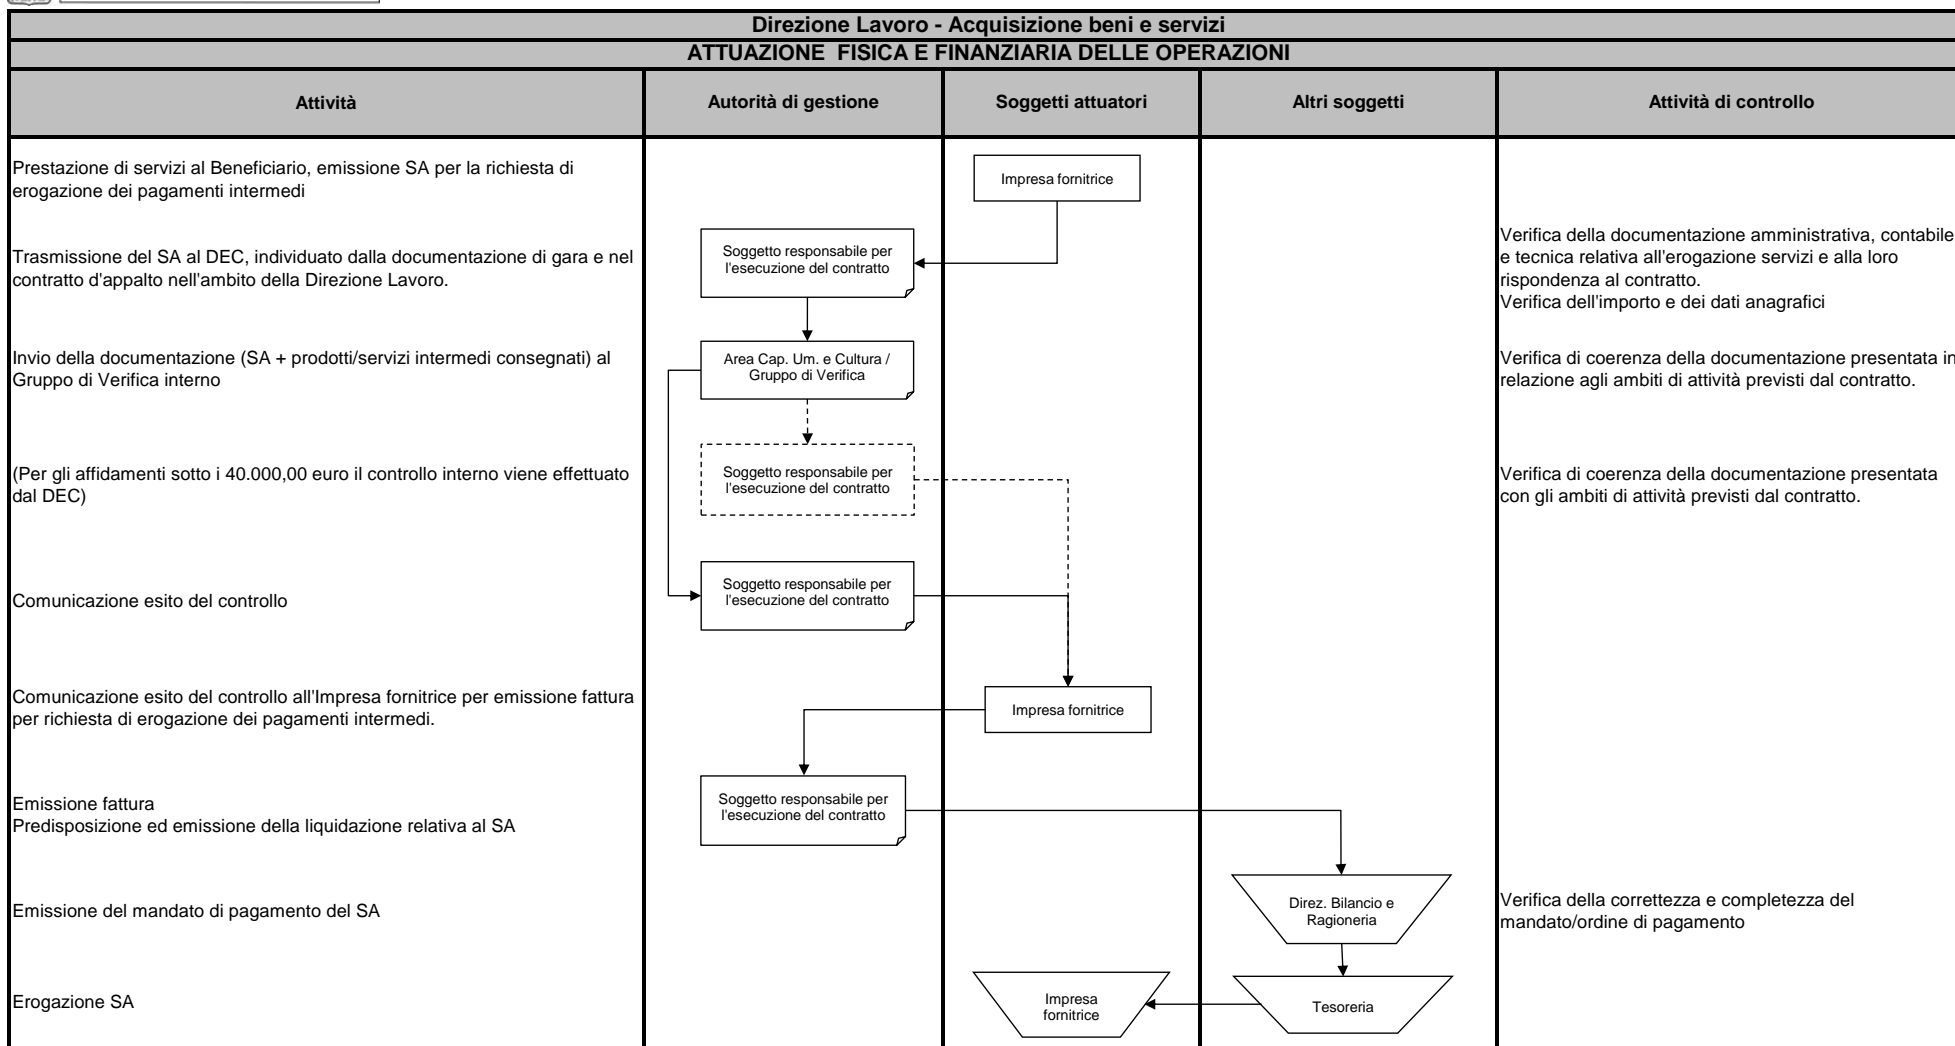 Direzione Lavoro - Acquisizione beni e servizi
ATTUAZIONE  FISICA E FINANZIARIA DELLE OPERAZIONI
Attività
Autorità di gestione
Soggetti attuatori
Altri soggetti
Attività di controllo
Prestazione di servizi al Beneficiario, emissione SA per la richiesta di
erogazione dei pagamenti intermedi
Impresa fornitrice
Trasmissione del SA al DEC, individuato dalla documentazione di gara e nel
contratto d'appalto nell'ambito della Direzione Lavoro.
Soggetto responsabile per
l'esecuzione del contratto
Verifica della documentazione amministrativa, contabile
e tecnica relativa all'erogazione servizi e alla loro
rispondenza al contratto.
Verifica dell'importo e dei dati anagrafici
Invio della documentazione (SA + prodotti/servizi intermedi consegnati) al
Gruppo di Verifica interno
Area Cap. Um. e Cultura /
Gruppo di Verifica
Verifica di coerenza della documentazione presentata in
relazione agli ambiti di attività previsti dal contratto.
(Per gli affidamenti sotto i 40.000,00 euro il controllo interno viene effettuato
dal DEC)
Soggetto responsabile per
l'esecuzione del contratto
Verifica di coerenza della documentazione presentata
con gli ambiti di attività previsti dal contratto.
Comunicazione esito del controllo
Soggetto responsabile per
l'esecuzione del contratto
Comunicazione esito del controllo all'Impresa fornitrice per emissione fattura
per richiesta di erogazione dei pagamenti intermedi.
Impresa fornitrice
Emissione fattura
Predisposizione ed emissione della liquidazione relativa al SA
Soggetto responsabile per
l'esecuzione del contratto
Emissione del mandato di pagamento del SA
Direz. Bilancio e
Ragioneria
Verifica della correttezza e completezza del
mandato/ordine di pagamento
Erogazione SA
Impresa
fornitrice
Tesoreria